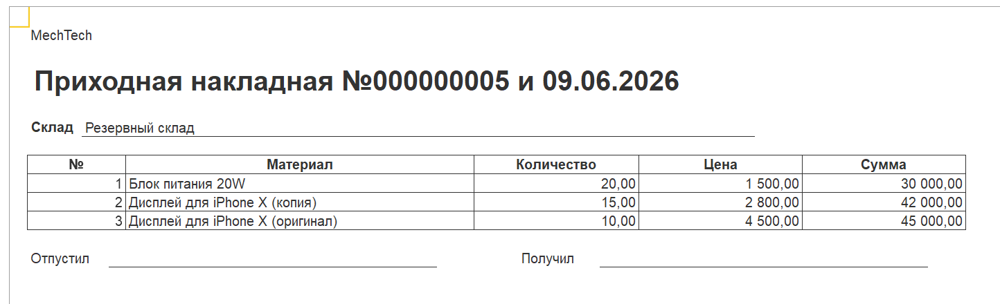 MechTech
Приходная накладная №000000005 и 09.06.2026
Склад Резервный склад
№ Материал Количество Цена Сумма
1 Блок питания 20W 20,00 1 500,00 30 000,00
2 Дисплей для iPhone X (копия) 15,00 2 800,00 42 000,00
3 Дисплей для iPhone X (оригинал) 10,00 4 500,00 45 000,00
Отпустил Получил